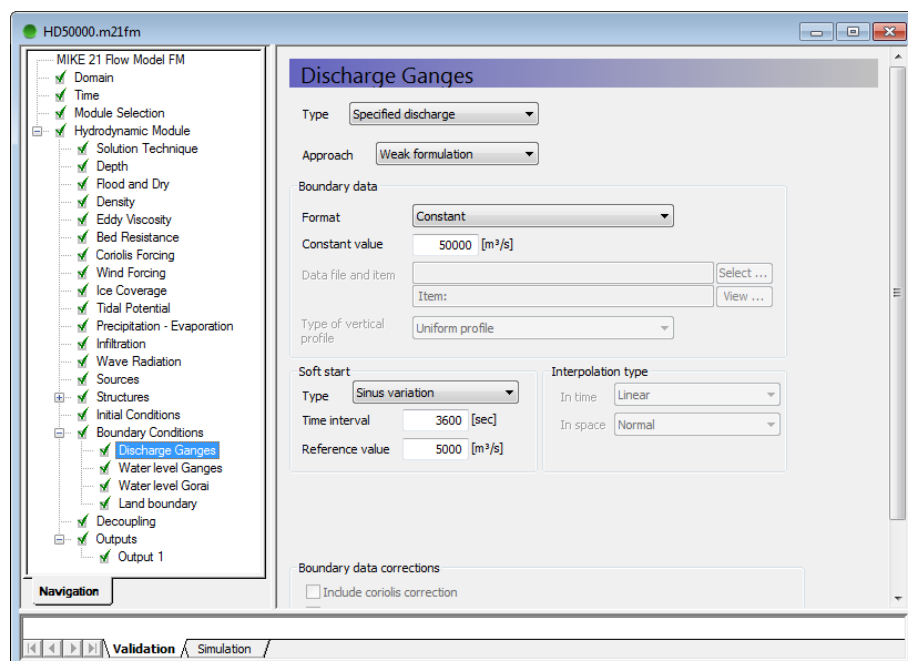 HD50000.m21fm
MIKE 21 Flow Model FM
Domain
Time
Module Selection
Hydrodynamic Module
Solution Technique
Depth
Flood and Dry
Density
Eddy Viscosity
Bed Resistance
Coriolis Forcing
Wind Forcing
Ice Coverage
Tidal Potential
Precipitation - Evaporation
Infiltration
Wave Radiation
Sources
Structures
Initial Conditions
Boundary Conditions
Discharge Ganges
Water level Ganges
Water level Gorai
Land boundary
Decoupling
Outputs
Output 1
Navigation
Discharge Ganges
Type Specified discharge
Approach Weak formulation
Boundary data
Format Constant
Constant value 50000 [m³/s]
Data file and item Select ...
Item: View ...
Type of vertical
profile Uniform profile
Soft start
Type Sinus variation
Time interval 3600 [sec]
Reference value 5000 [m³/s]
Interpolation type
In time Linear
In space Normal
Boundary data corrections
Include coriolis correction
Validation Simulation